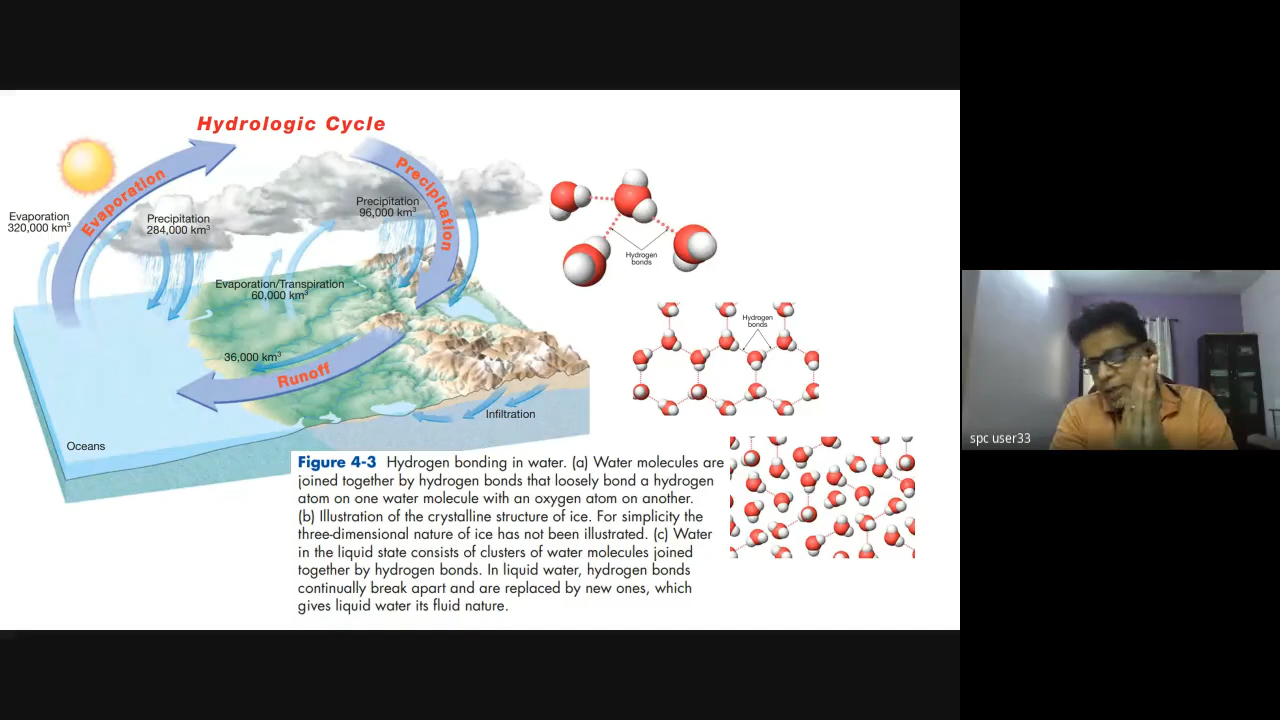 Hydrologic Cycle
Evaporation
Precipitation
Evaporation
320,000 km³
Precipitation
284,000 km³
Precipitation
96,000 km³
Evaporation/Transpiration
60,000 km³
36,000 km³
Runoff
Infiltration
Oceans
Hydrogen
bonds
Hydrogen
bonds
Figure 4-3 Hydrogen bonding in water. (a) Water molecules are
joined together by hydrogen bonds that loosely bond a hydrogen
atom on one water molecule with an oxygen atom on another.
(b) Illustration of the crystalline structure of ice. For simplicity the
three-dimensional nature of ice has not been illustrated. (c) Water
in the liquid state consists of clusters of water molecules joined
together by hydrogen bonds. In liquid water, hydrogen bonds
continually break apart and are replaced by new ones, which
gives liquid water its fluid nature.
spc user33